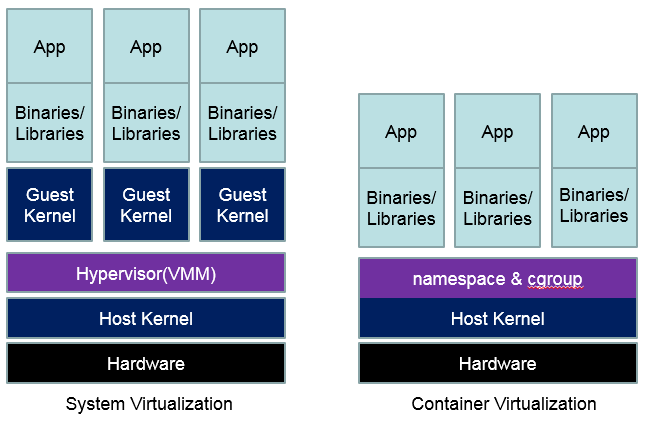 App
App
App
Binaries/
Libraries
Binaries/
Libraries
Binaries/
Libraries
Guest
Kernel
Guest
Kernel
Guest
Kernel
Hypervisor(VMM)
Host Kernel
Hardware
System Virtualization
App
App
App
Binaries/
Libraries
Binaries/
Libraries
Binaries/
Libraries
namespace & cgroup
Host Kernel
Hardware
Container Virtualization